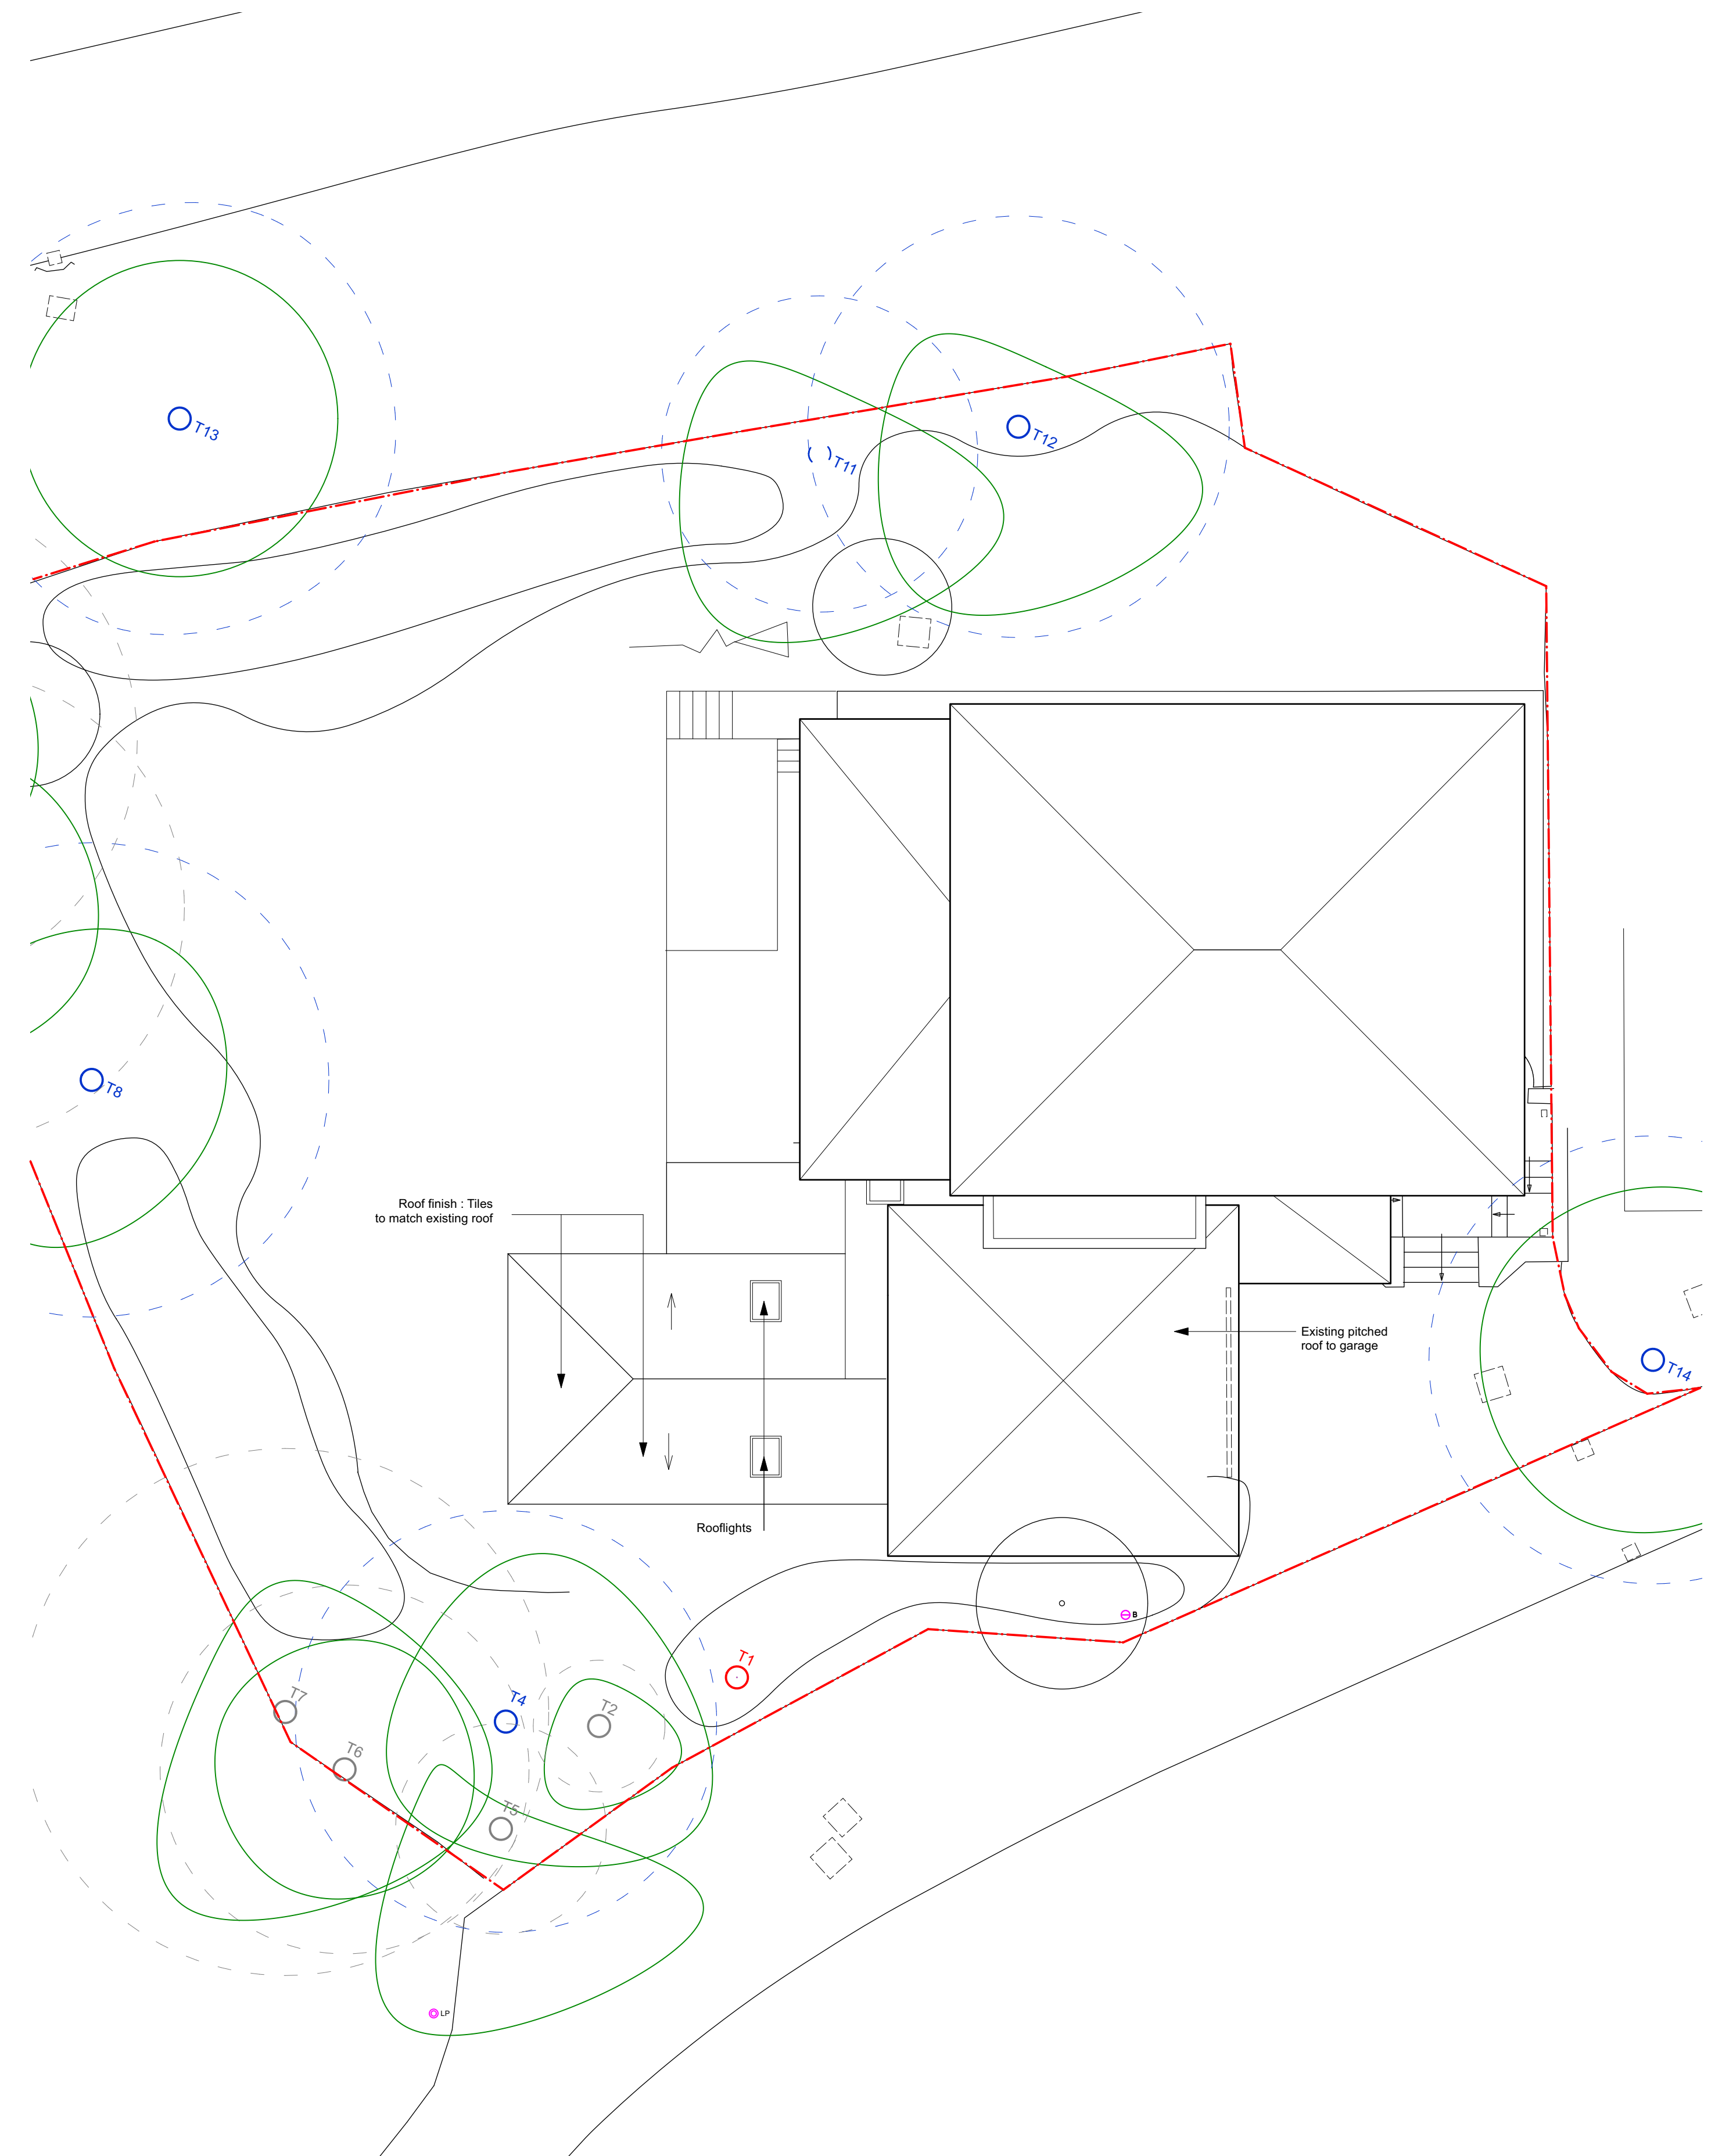 T13
T12
T11
T8
Roof finish : Tiles
to match existing roof
Existing pitched
roof to garage
T14
Rooflights
B
T1
T7
T4
T2
T6
T5
LP